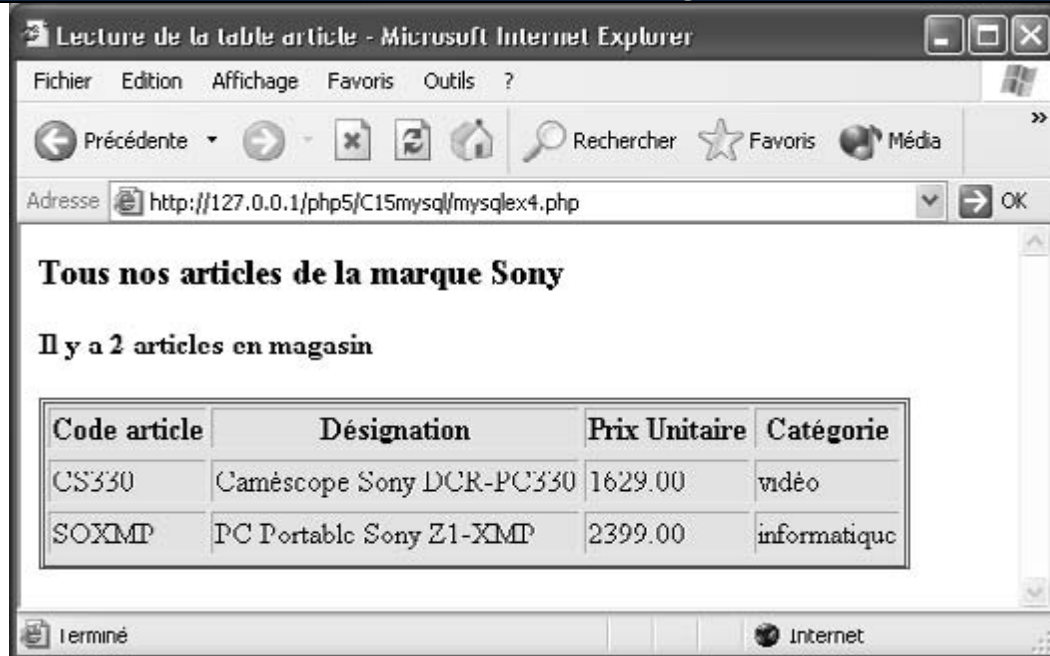 Lecture de la table article - Microsoft Internet Explorer
Fichier Edition Affichage Favoris Outils ?
Précédente Rechercher Favoris Média »
Adresse http://127.0.0.1/php5/C15mysql/mysqlex4.php OK
Tous nos articles de la marque Sony
Il y a 2 articles en magasin
Code article Désignation Prix Unitaire Catégorie
CS330 Caméscope Sony DCR-PC330 1629.00 vidéo
SOXMP PC Portable Sony Z1-XMP 2399.00 informatique
Terminé Internet